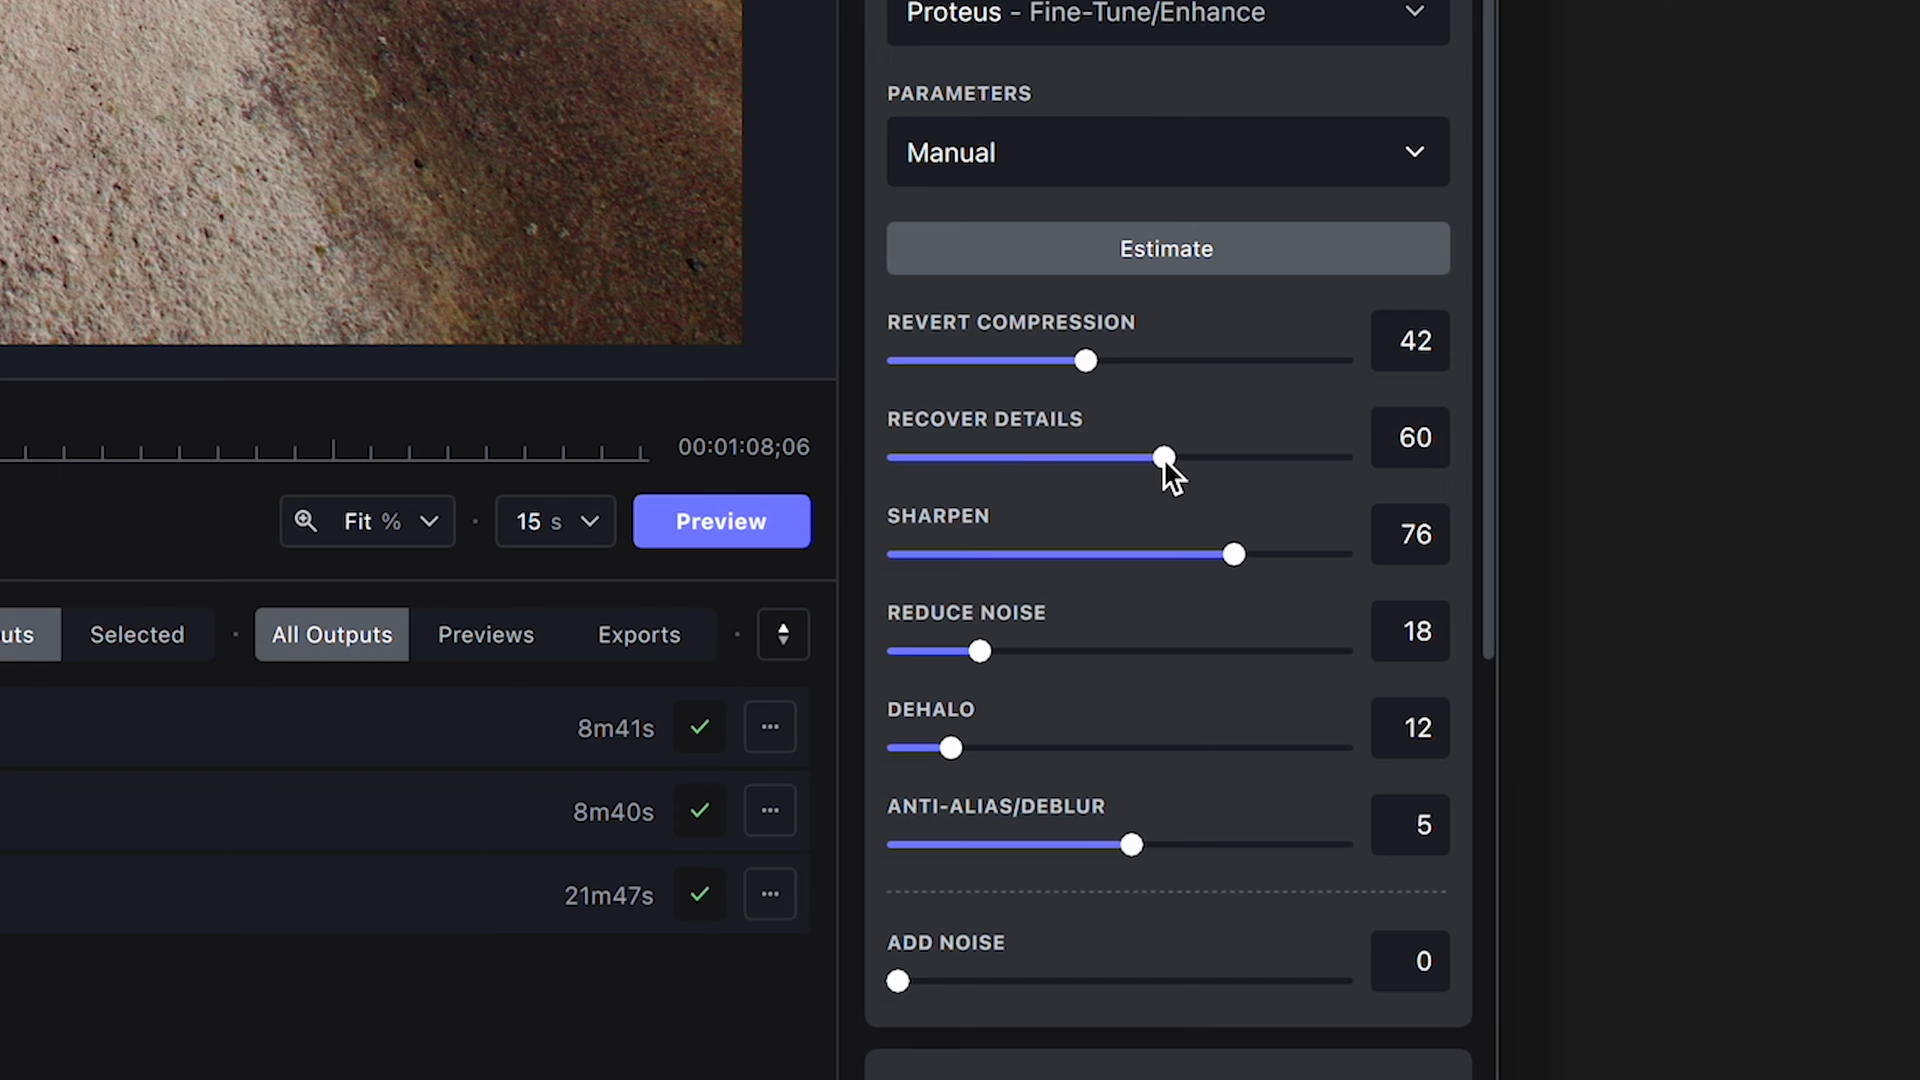 Proteus - Fine-Tune/Enhance
PARAMETERS
Manual
Estimate
REVERT COMPRESSION
42
RECOVER DETAILS
60
SHARPEN
76
REDUCE NOISE
18
DEHALO
12
ANTI-ALIAS/DEBLUR
5
ADD NOISE
0
00:01:08;06
Fit %
15 s
Preview
uts
Selected
All Outputs
Previews
Exports
8m41s
8m40s
21m47s